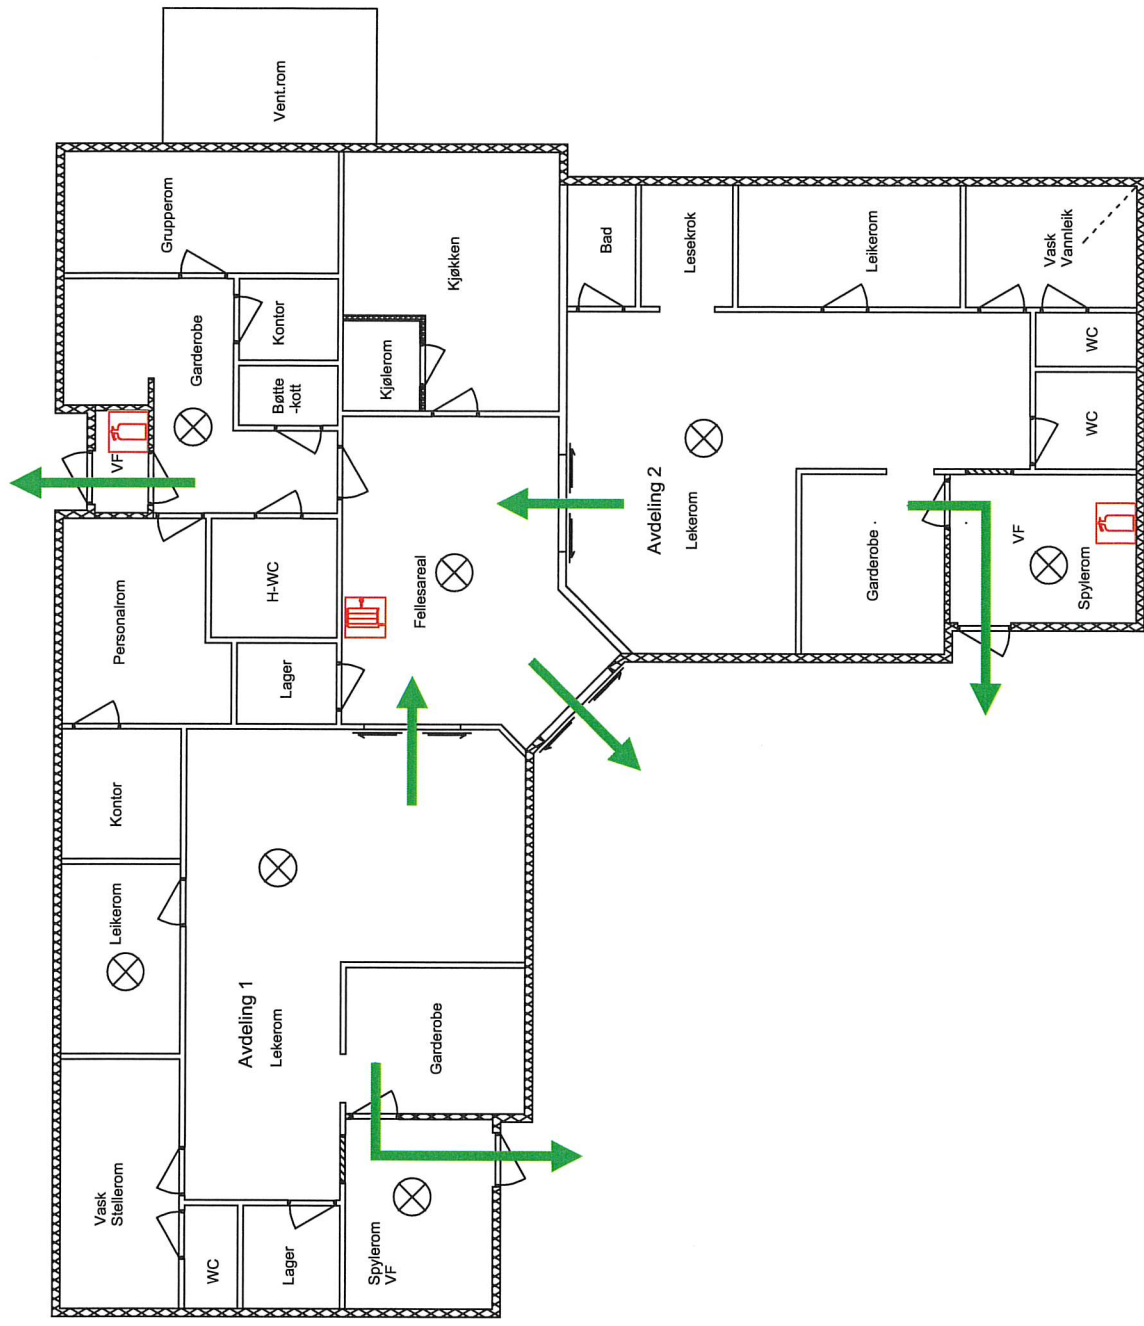 Vent.rom
Grupperom
Garderobe
Kontor
Bøtte
-kott
Kjølerom
Kjøkken
VF
Personalrom
H-WC
Lager
Fellesareal
Kontor
Leikerom
Avdeling 1
Lekerom
Garderobe
Vask
Stellerom
WC
Lager
Spylerom
VF
Bad
Lesekrok
Leikerom
Vask
Vannleik
WC
WC
Avdeling 2
Lekerom
Garderobe .
VF
Spylerom